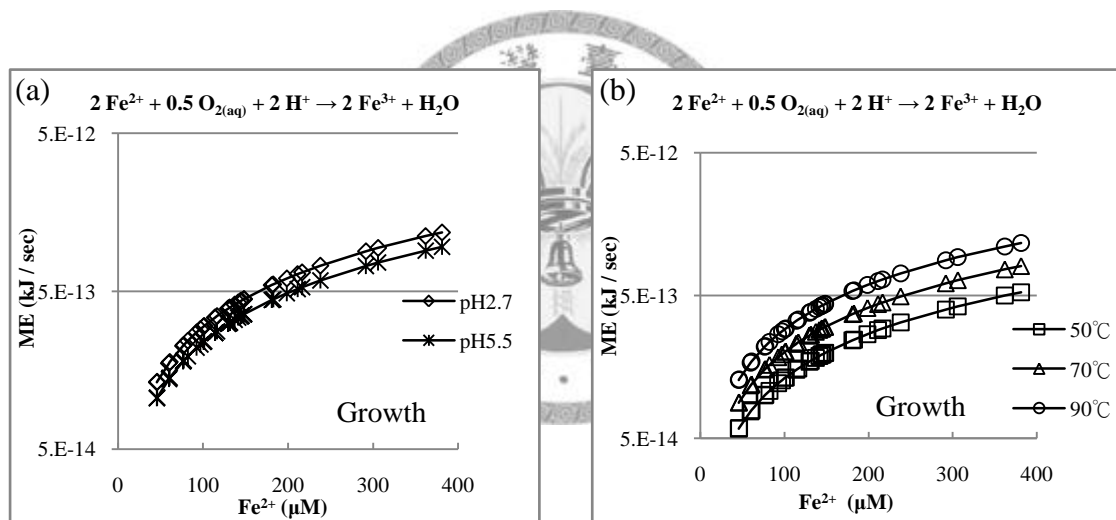 (a)
2 Fe²⁺ + 0.5 O₂₍ₐq₎ + 2 H⁺ → 2 Fe³⁺ + H₂O
5.E-12
5.E-13
5.E-14
ME (kJ / sec)
pH2.7
pH5.5
Growth
0 100 200 300 400
Fe²⁺ (μM)
(b)
2 Fe²⁺ + 0.5 O₂₍ₐq₎ + 2 H⁺ → 2 Fe³⁺ + H₂O
5.E-12
5.E-13
5.E-14
ME (kJ / sec)
50℃
70℃
90℃
Growth
0 100 200 300 400
Fe²⁺ (μM)